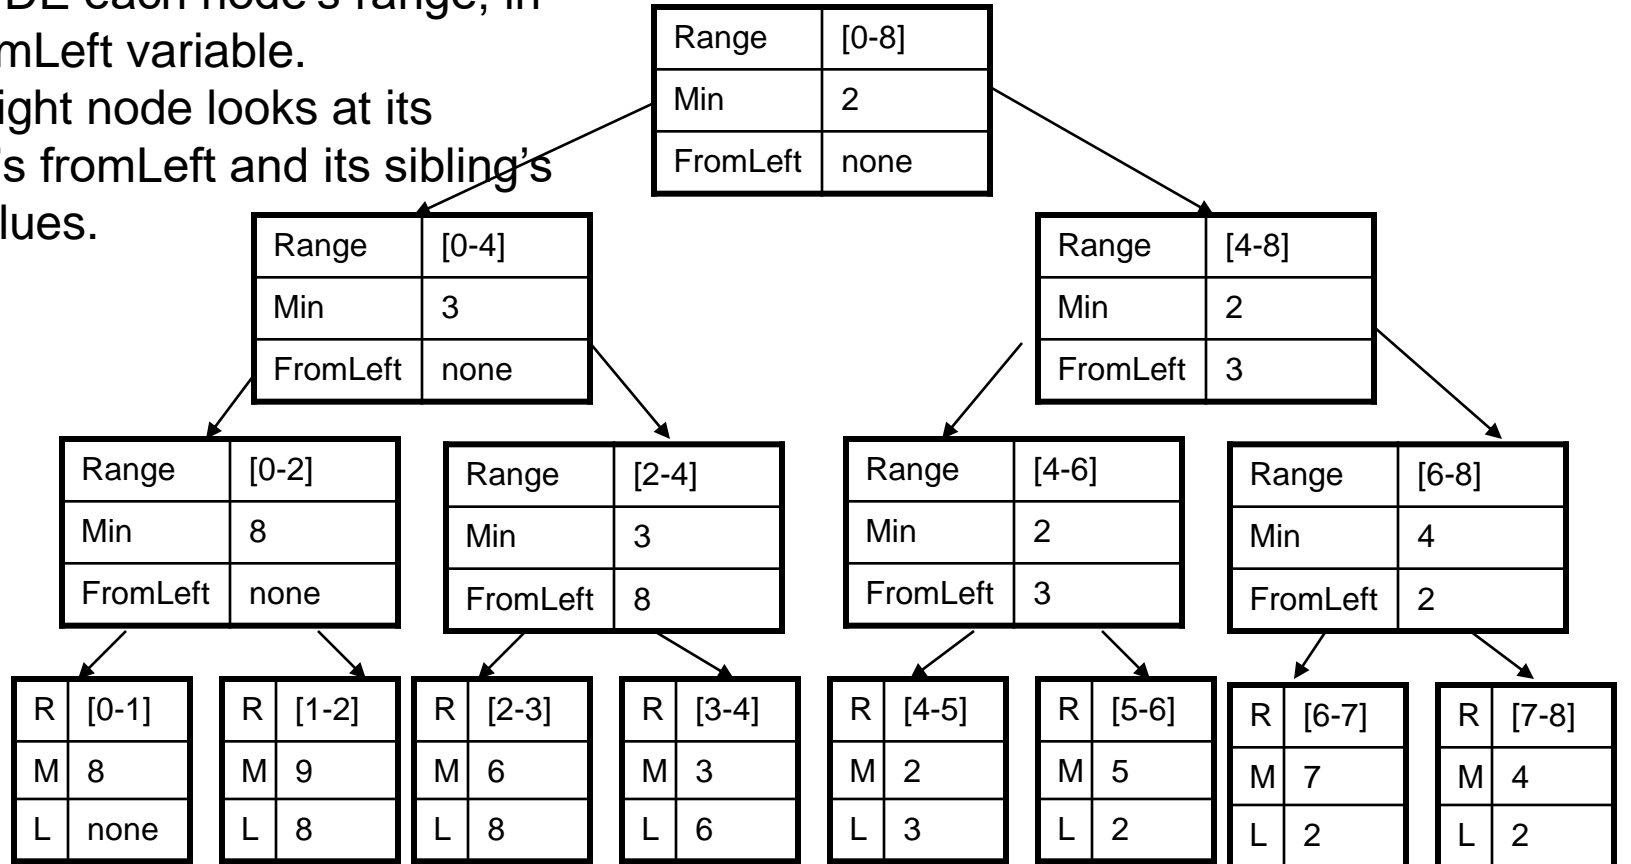 DE each node's range, in
mLeft variable.
ight node looks at its
's fromLeft and its sibling's
lues.
Range [0-8]
Min 2
FromLeft none
Range [0-4]
Min 3
FromLeft none
Range [4-8]
Min 2
FromLeft 3
Range [0-2]
Min 8
FromLeft none
Range [2-4]
Min 3
FromLeft 8
Range [4-6]
Min 2
FromLeft 3
Range [6-8]
Min 4
FromLeft 2
R [0-1]
M 8
L none
R [1-2]
M 9
L 8
R [2-3]
M 6
L 8
R [3-4]
M 3
L 6
R [4-5]
M 2
L 3
R [5-6]
M 5
L 2
R [6-7]
M 7
L 2
R [7-8]
M 4
L 2